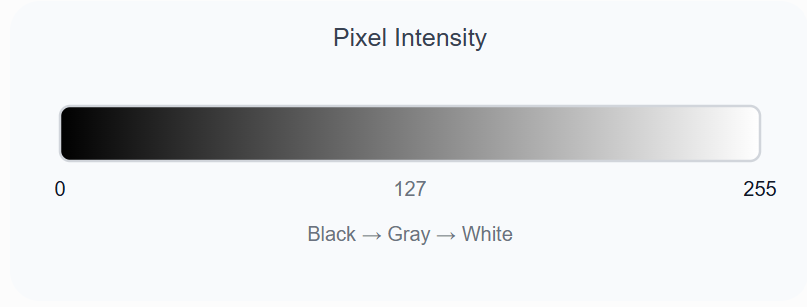 Pixel Intensity
0 127 255
Black → Gray → White